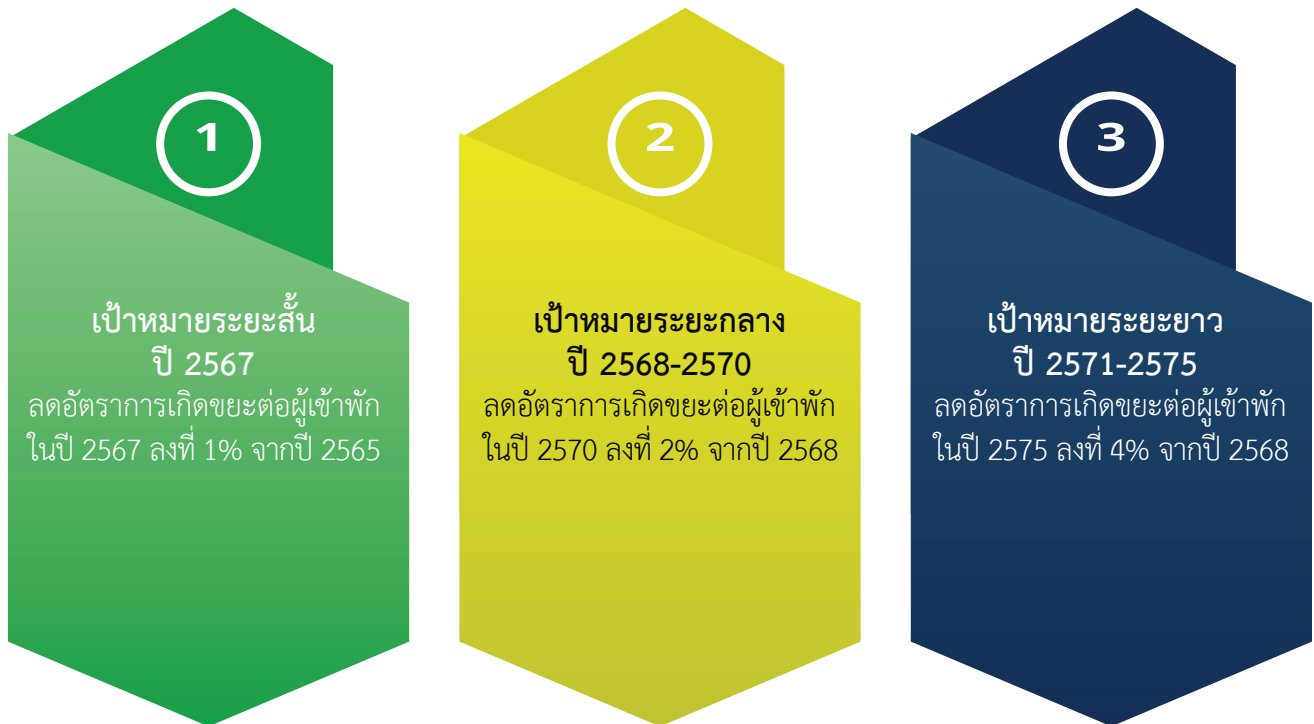 1
เป้าหมายระยะสั้น
ปี 2567
ลดอัตราการเกิดขยะต่อผู้เข้าพัก
ในปี 2567 ลงที่ 1% จากปี 2565
2
เป้าหมายระยะกลาง
ปี 2568-2570
ลดอัตราการเกิดขยะต่อผู้เข้าพัก
ในปี 2570 ลงที่ 2% จากปี 2568
3
เป้าหมายระยะยาว
ปี 2571-2575
ลดอัตราการเกิดขยะต่อผู้เข้าพัก
ในปี 2575 ลงที่ 4% จากปี 2568